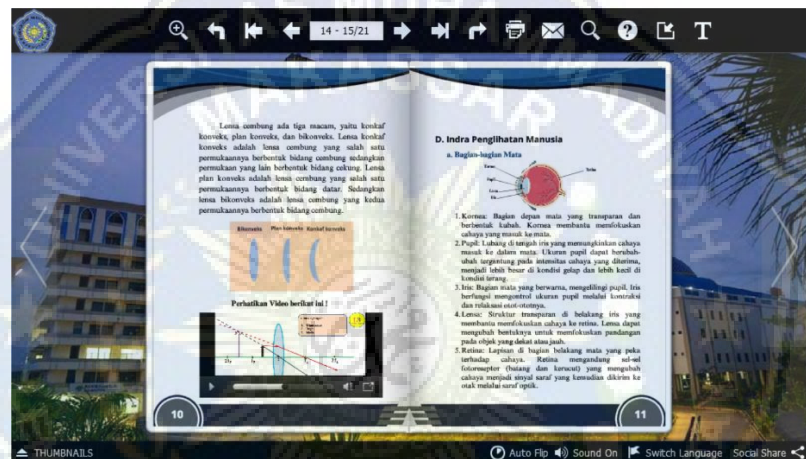 14 - 15/21
Lensa cembung ada tiga macam, yaitu konkaf
konveks, plan konveks, dan bikonveks. Lensa konkaf
konveks adalah lensa cembung yang salah satu
permukaannya berbentuk bidang cembung sedangkan
permukaan yang lain berbentuk bidang cekung. Lensa
plan konveks adalah lensa cembung yang salah satu
permukaannya berbentuk bidang datar. Sedangkan
lensa bikonveks adalah lensa cembung yang kedua
permukaannya berbentuk bidang cembung.
Bikonveks Plan konveks Konkaf konveks
Perhatikan Video berikut ini !
10
D. Indra Penglihatan Manusia
a. Bagian-bagian Mata
Kornea
Pupil
Lensa
Iris
Retina
1. Kornea: Bagian depan mata yang transparan dan
berbentuk kubah. Kornea membantu memfokuskan
cahaya yang masuk ke mata.
2. Pupil: Lubang di tengah iris yang memungkinkan cahaya
masuk ke dalam mata. Ukuran pupil dapat berubah-
ubah tergantung pada intensitas cahaya yang diterima,
menjadi lebih besar di kondisi gelap dan lebih kecil di
kondisi terang.
3. Iris: Bagian mata yang berwarna, mengelilingi pupil. Iris
berfungsi mengontrol ukuran pupil melalui kontraksi
dan relaksasi otot-ototnya.
4. Lensa: Struktur transparan di belakang iris yang
membantu memfokuskan cahaya ke retina. Lensa dapat
mengubah bentuknya untuk memfokuskan pandangan
pada objek yang dekat atau jauh.
5. Retina: Lapisan di bagian belakang mata yang peka
terhadap cahaya. Retina mengandung sel-sel
fotoreseptor (batang dan kerucut) yang mengubah
cahaya menjadi sinyal saraf yang kemudian dikirim ke
otak melalui saraf optik.
11
THUMBNAILS
Auto Flip Sound On Switch Language Social Share